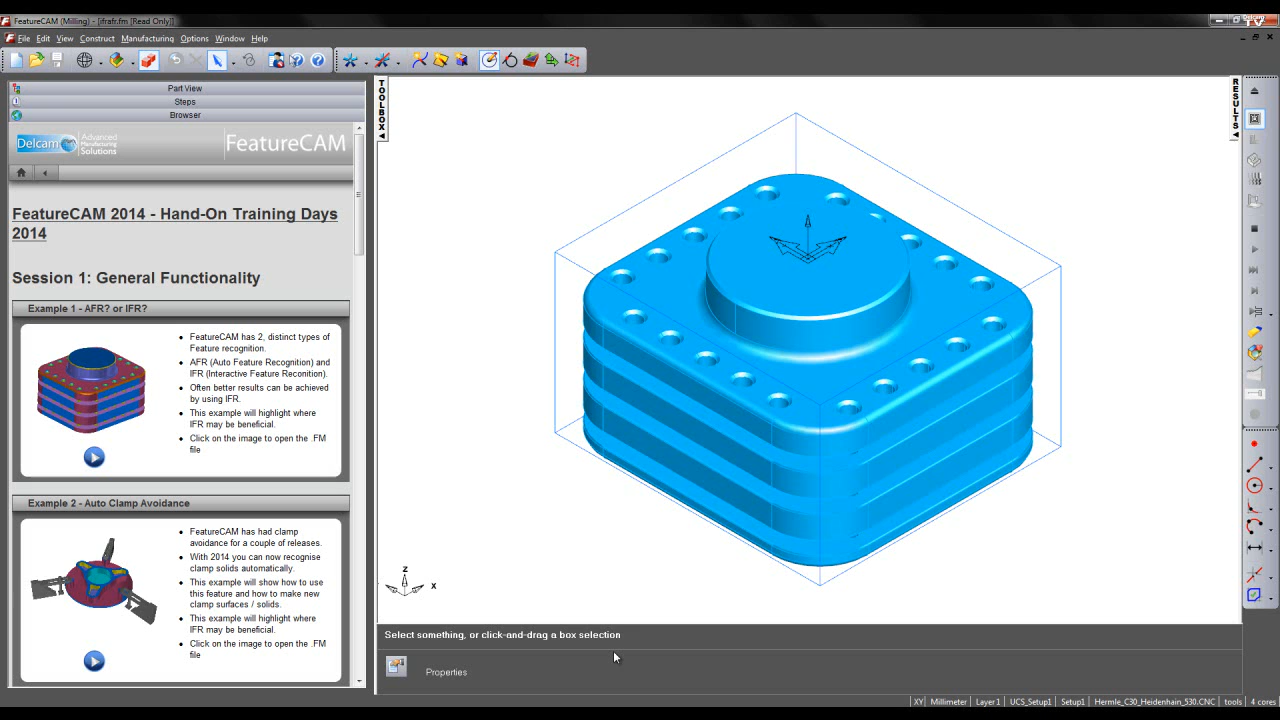 FeatureCAM (Milling) - [ifrafr.fm [Read Only]]
Delcam
TV
File Edit View Construct Manufacturing Options Window Help
Part View
Steps
Browser
Delcam Advanced Manufacturing Solutions
FeatureCAM
FeatureCAM 2014 - Hand-On Training Days
2014
Session 1: General Functionality
Example 1 - AFR? or IFR?
FeatureCAM has 2, distinct types of
Feature recognition.
AFR (Auto Feature Recognition) and
IFR (Interactive Feature Reconition).
Often better results can be achieved
by using IFR.
This example will highlight where
IFR may be beneficial.
Click on the image to open the .FM
file
Example 2 - Auto Clamp Avoidance
FeatureCAM has had clamp
avoidance for a couple of releases.
With 2014 you can now recognise
clamp solids automatically.
This example will show how to use
this feature and how to make new
clamp surfaces / solids.
This example will highlight where
IFR may be beneficial.
Click on the image to open the .FM
file
TOOLBOX
RESULTS
Z
X
Select something, or click-and-drag a box selection
Properties
XY Millimeter Layer1 UCS_Setup1 Setup1 Hermle_C30_Heidenhain_530.CNC tools 4 cores